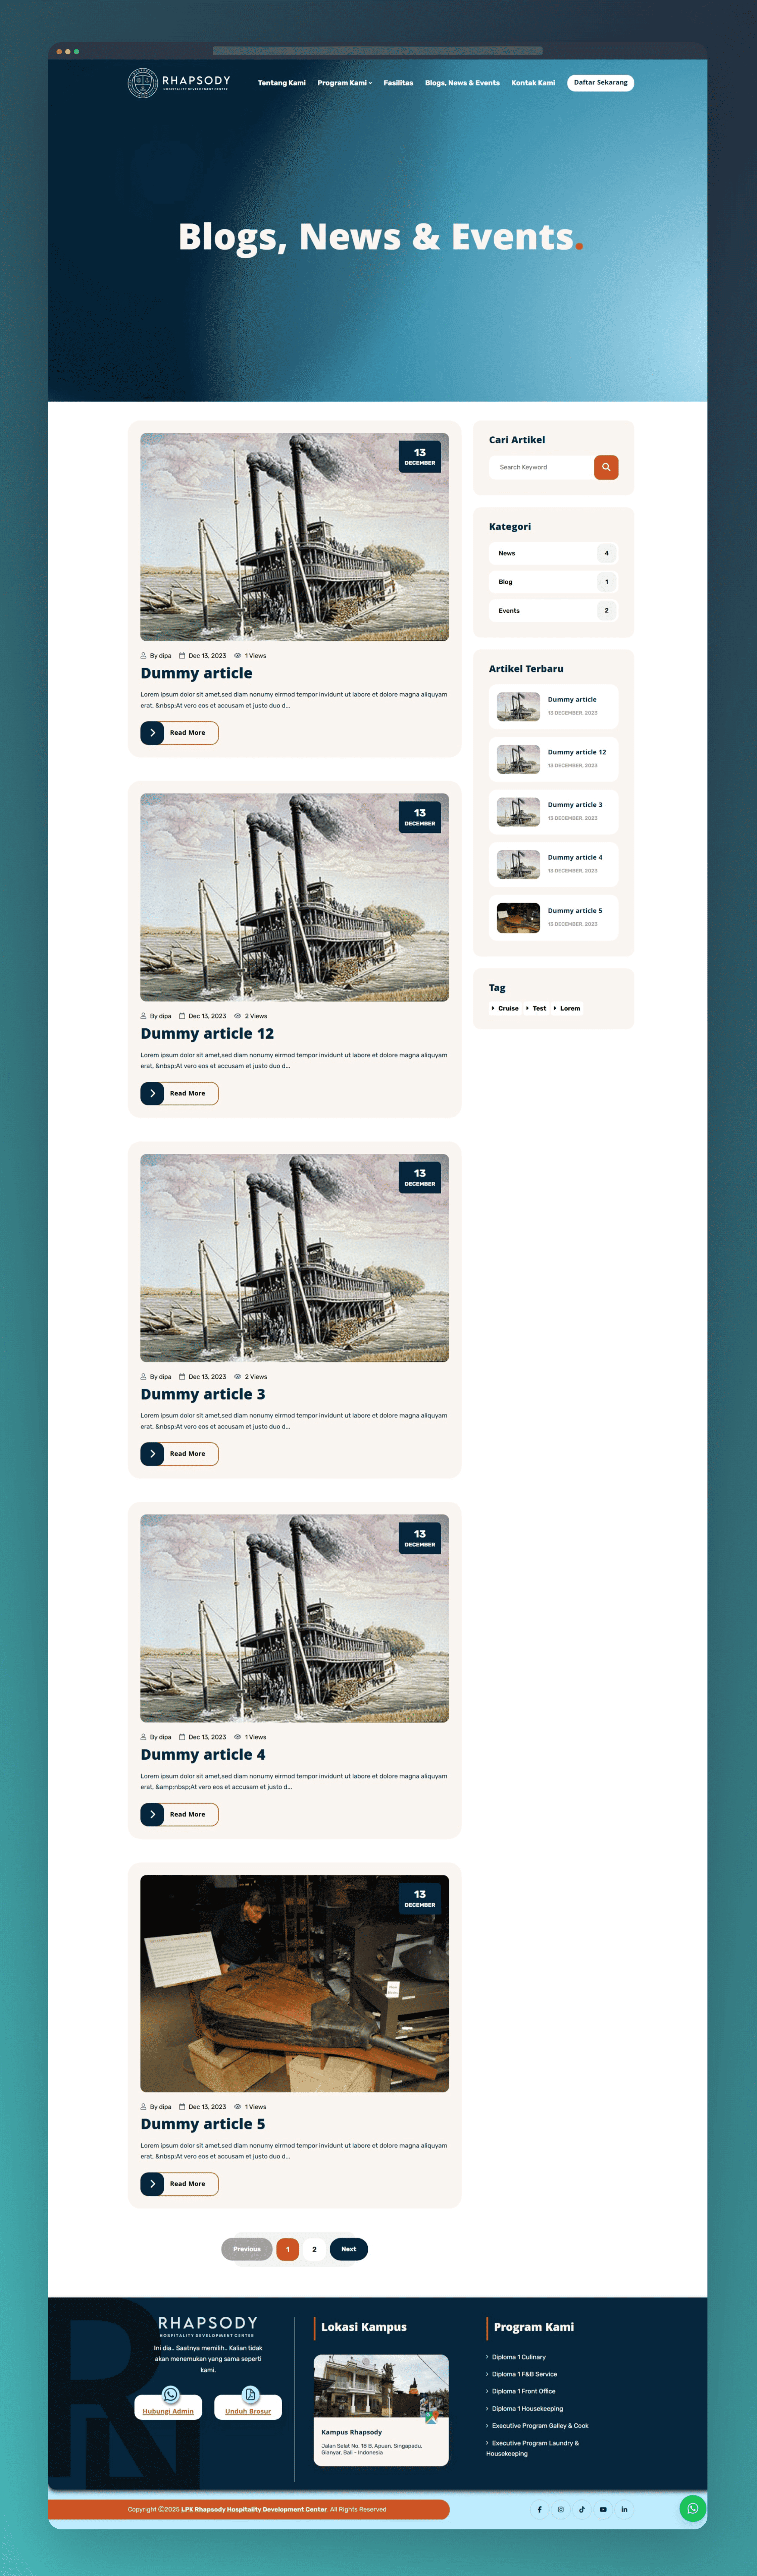 RHAPSODY
HOSPITALITY DEVELOPMENT CENTER
Tentang Kami
Program Kami
Fasilitas
Blogs, News & Events
Kontak Kami
Daftar Sekarang
Blogs, News & Events.
13
DECEMBER
By dipa Dec 13, 2023 1 Views
Dummy article
Lorem ipsum dolor sit amet,sed diam nonumy eirmod tempor invidunt ut labore et dolore magna aliquyam
erat, &nbsp;At vero eos et accusam et justo duo d...
Read More
13
DECEMBER
By dipa Dec 13, 2023 2 Views
Dummy article 12
Lorem ipsum dolor sit amet,sed diam nonumy eirmod tempor invidunt ut labore et dolore magna aliquyam
erat, &nbsp;At vero eos et accusam et justo duo d...
Read More
13
DECEMBER
By dipa Dec 13, 2023 2 Views
Dummy article 3
Lorem ipsum dolor sit amet,sed diam nonumy eirmod tempor invidunt ut labore et dolore magna aliquyam
erat, &nbsp;At vero eos et accusam et justo duo d...
Read More
13
DECEMBER
By dipa Dec 13, 2023 1 Views
Dummy article 4
Lorem ipsum dolor sit amet,sed diam nonumy eirmod tempor invidunt ut labore et dolore magna aliquyam
erat, &amp;nbsp;At vero eos et accusam et justo d...
Read More
13
DECEMBER
By dipa Dec 13, 2023 1 Views
Dummy article 5
Lorem ipsum dolor sit amet,sed diam nonumy eirmod tempor invidunt ut labore et dolore magna aliquyam
erat, &nbsp;At vero eos et accusam et justo duo d...
Read More
Previous 1 2 Next
Cari Artikel
Search Keyword
Kategori
News 4
Blog 1
Events 2
Artikel Terbaru
Dummy article
13 DECEMBER, 2023
Dummy article 12
13 DECEMBER, 2023
Dummy article 3
13 DECEMBER, 2023
Dummy article 4
13 DECEMBER, 2023
Dummy article 5
13 DECEMBER, 2023
Tag
Cruise Test Lorem
RHAPSODY
HOSPITALITY DEVELOPMENT CENTER
Ini dia.. Saatnya memilih.. Kalian tidak
akan menemukan yang sama seperti
kami.
Hubungi Admin
Unduh Brosur
Lokasi Kampus
Kampus Rhapsody
Jalan Selat No. 18 B, Apuan, Singapadu,
Gianyar, Bali - Indonesia
Program Kami
Diploma 1 Culinary
Diploma 1 F&B Service
Diploma 1 Front Office
Diploma 1 Housekeeping
Executive Program Galley & Cook
Executive Program Laundry &
Housekeeping
Copyright ©2025 LPK Rhapsody Hospitality Development Center. All Rights Reserved